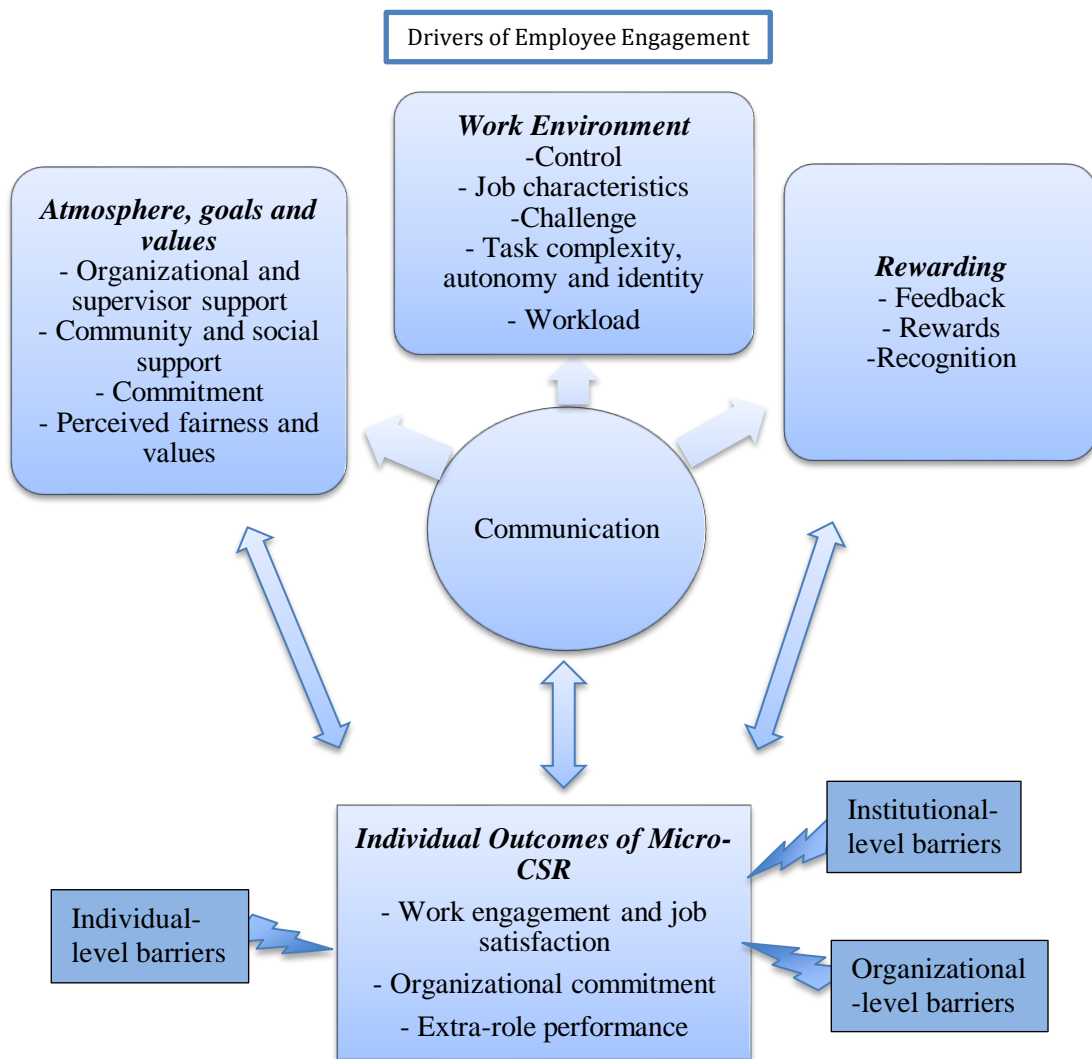 Drivers of Employee Engagement
Work Environment
-Control
- Job characteristics
-Challenge
- Task complexity,
autonomy and identity
- Workload
Atmosphere, goals and
values
- Organizational and
supervisor support
- Community and social
support
- Commitment
- Perceived fairness and
values
Rewarding
- Feedback
- Rewards
-Recognition
Communication
Individual Outcomes of Micro-
CSR
- Work engagement and job
satisfaction
- Organizational commitment
- Extra-role performance
Individual-
level barriers
Institutional-
level barriers
Organizational
-level barriers